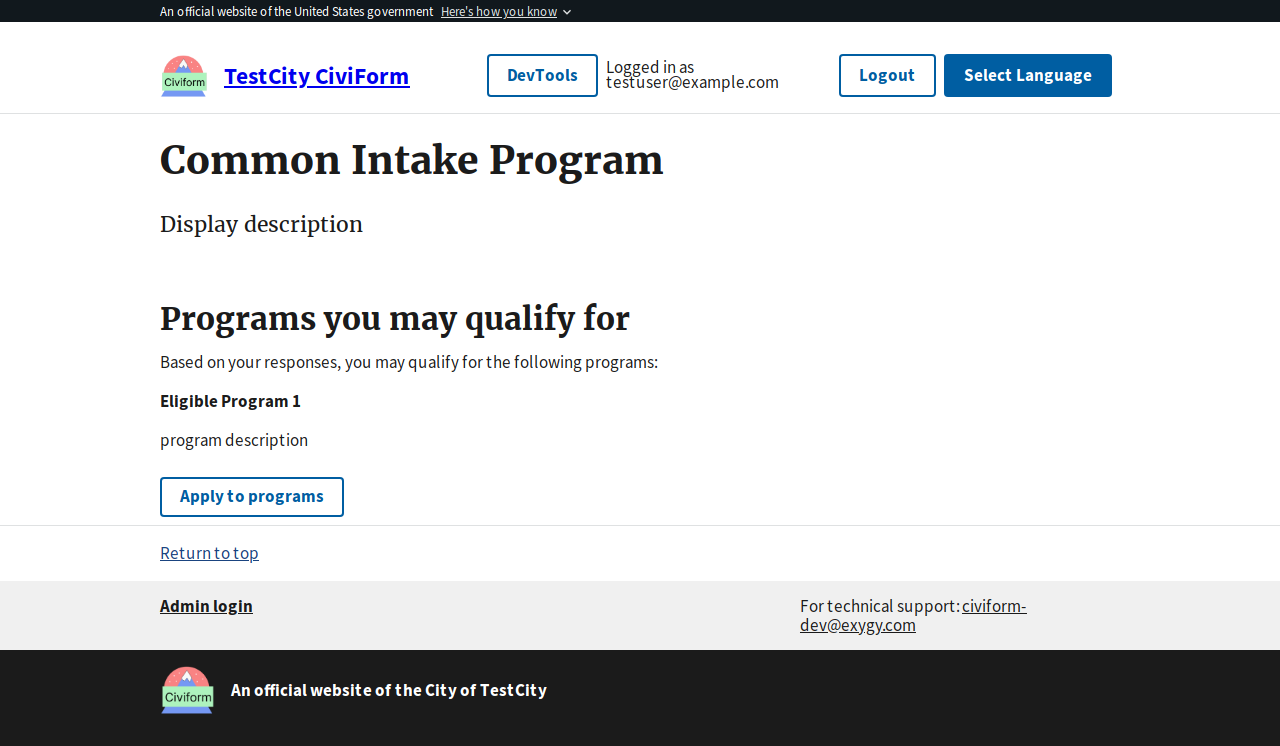 An official website of the United States government Here's how you know
Civiform
TestCity CiviForm
DevTools
Logged in as
testuser@example.com
Logout
Select Language
Common Intake Program
Display description
Programs you may qualify for
Based on your responses, you may qualify for the following programs:
Eligible Program 1
program description
Apply to programs
Return to top
Admin login
For technical support: civiform-
dev@exygy.com
Civiform
An official website of the City of TestCity